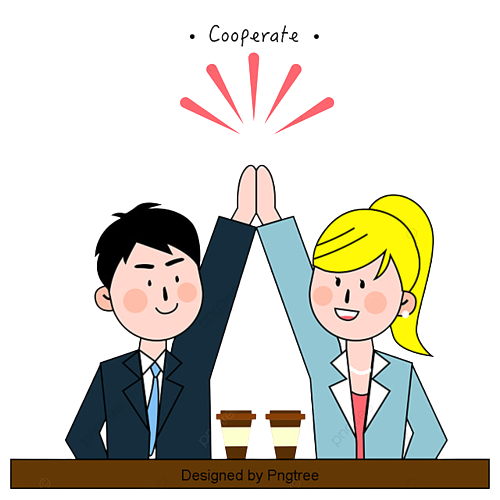 • Cooperate •
Designed by Pngtree